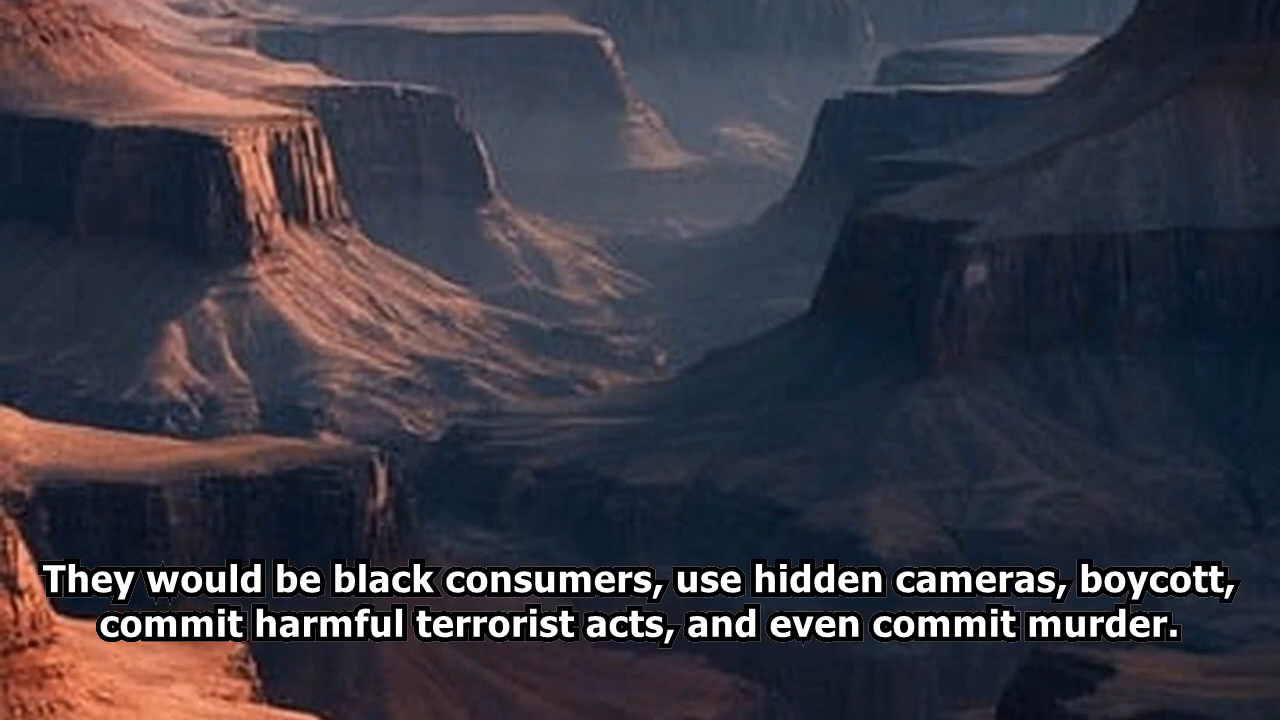 They would be black consumers, use hidden cameras, boycott,
commit harmful terrorist acts, and even commit murder.